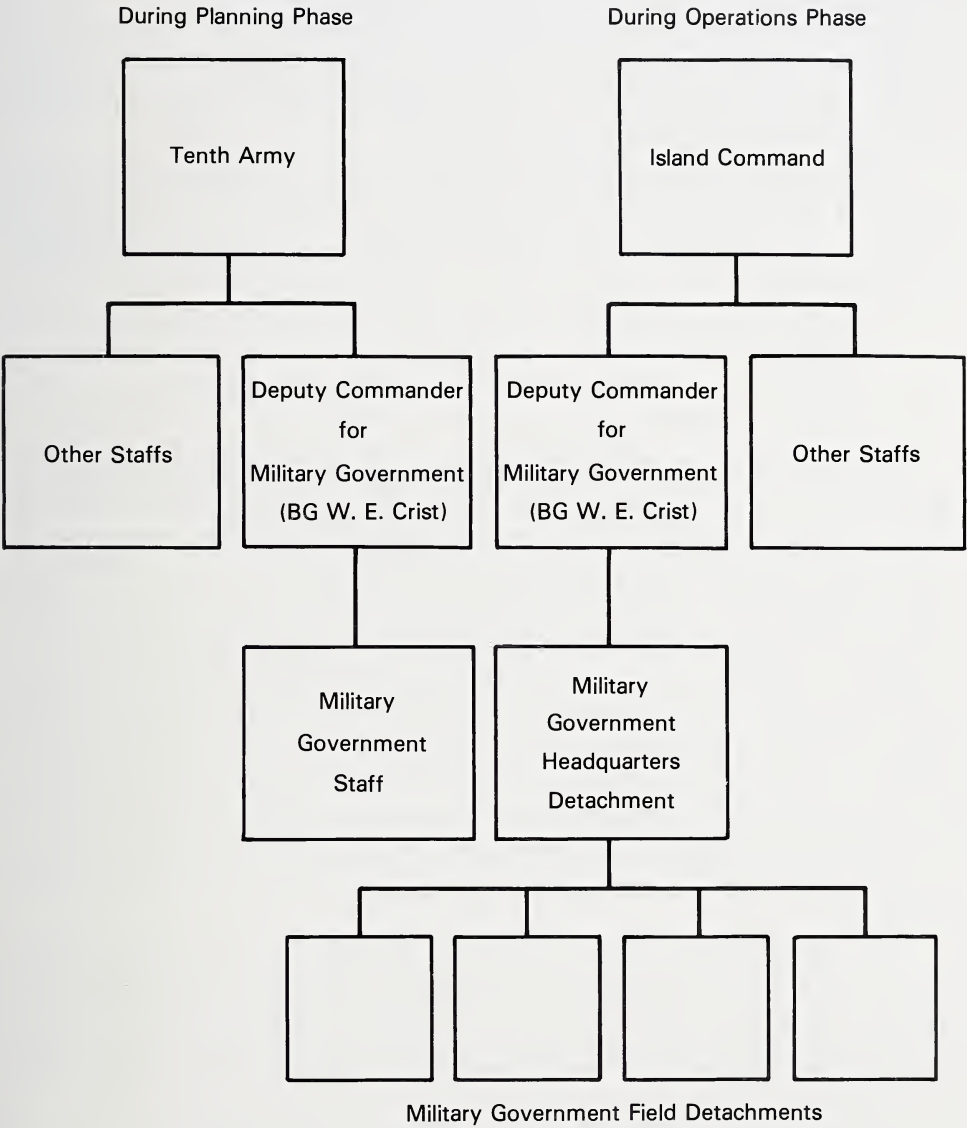 During Planning Phase
During Operations Phase
Tenth Army
Island Command
Other Staffs
Deputy Commander
for
Military Government
(BG W. E. Crist)
Deputy Commander
for
Military Government
(BG W. E. Crist)
Other Staffs
Military
Government
Staff
Military
Government
Headquarters
Detachment
Military Government Field Detachments